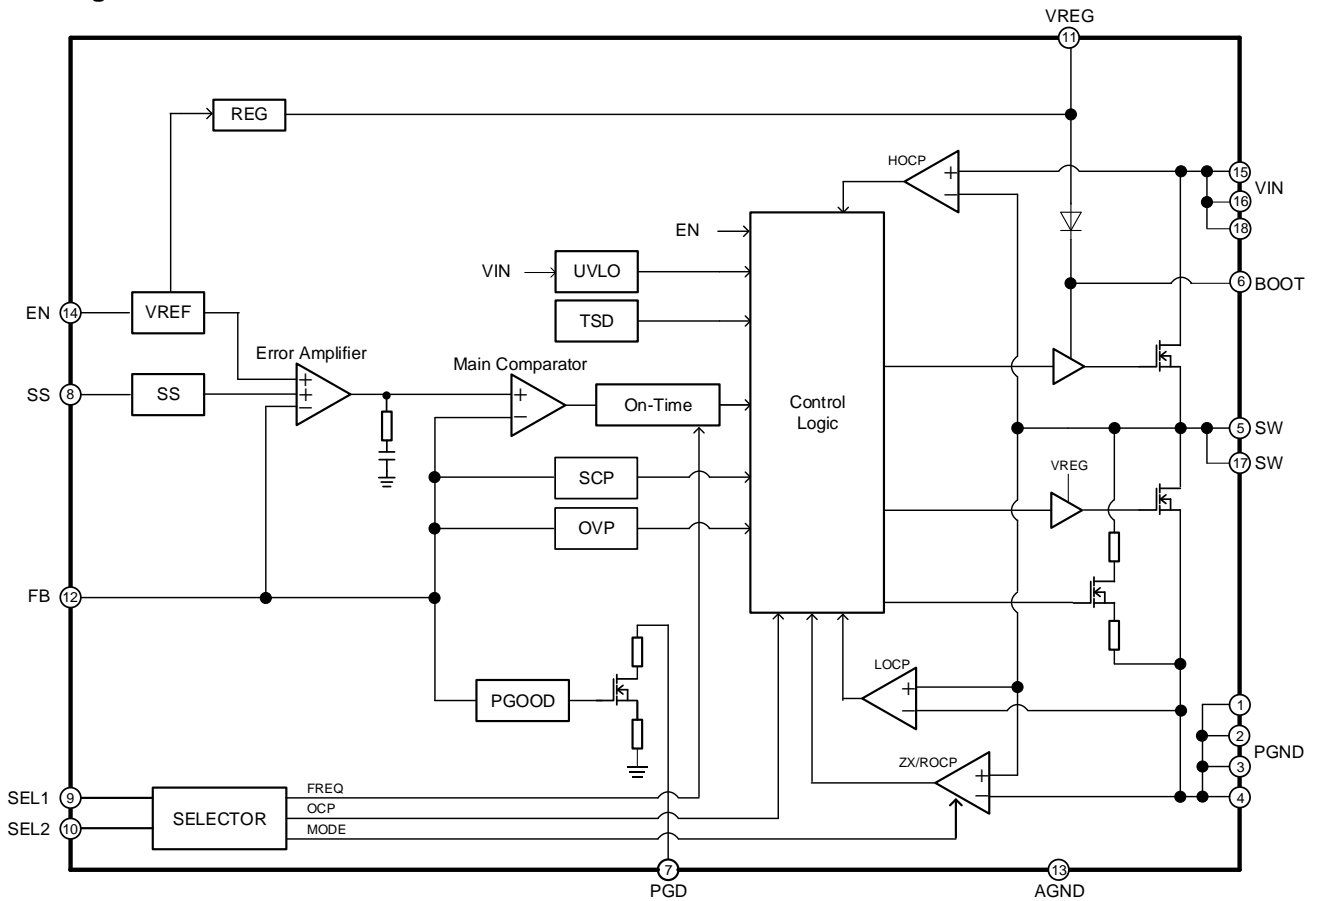 VREG
11
REG
HOCP
+
−
15
VIN
16
18
EN
VIN
UVLO
6
BOOT
EN
14
VREF
TSD
Error Amplifier
Main Comparator
SS
8
SS
+
+
−
+
−
On-Time
Control
Logic
5
SW
17
SW
VREG
SCP
OVP
FB
12
LOCP
+
−
PGOOD
1
2
PGND
3
4
ZX/ROCP
+
−
SEL1
9
SEL2
10
SELECTOR
FREQ
OCP
MODE
7
PGD
13
AGND